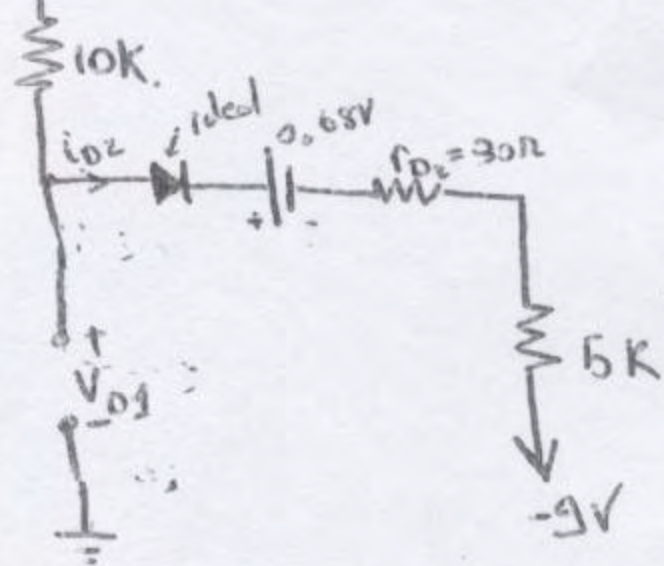 10K.
iD2
ideal
0.68V
rD2=30Ω
+ -
+
VD1
-
5K
-9V